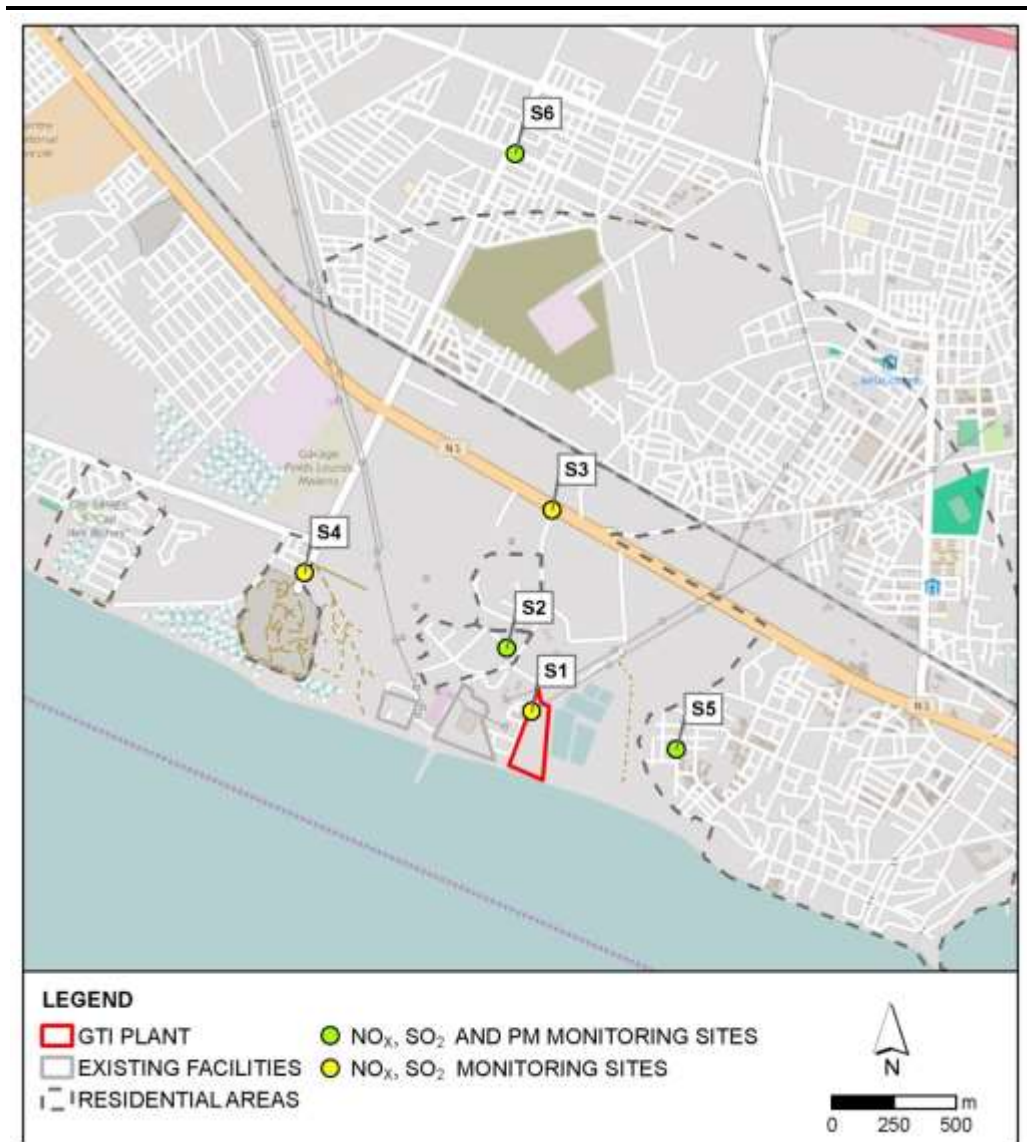 S6
N1
S3
S4
S2
S1
S5
N1
LEGEND
GTI PLANT
EXISTING FACILITIES
RESIDENTIAL AREAS
NOX, SO2 AND PM MONITORING SITES
NOX, SO2 MONITORING SITES
N
m
0 250 500